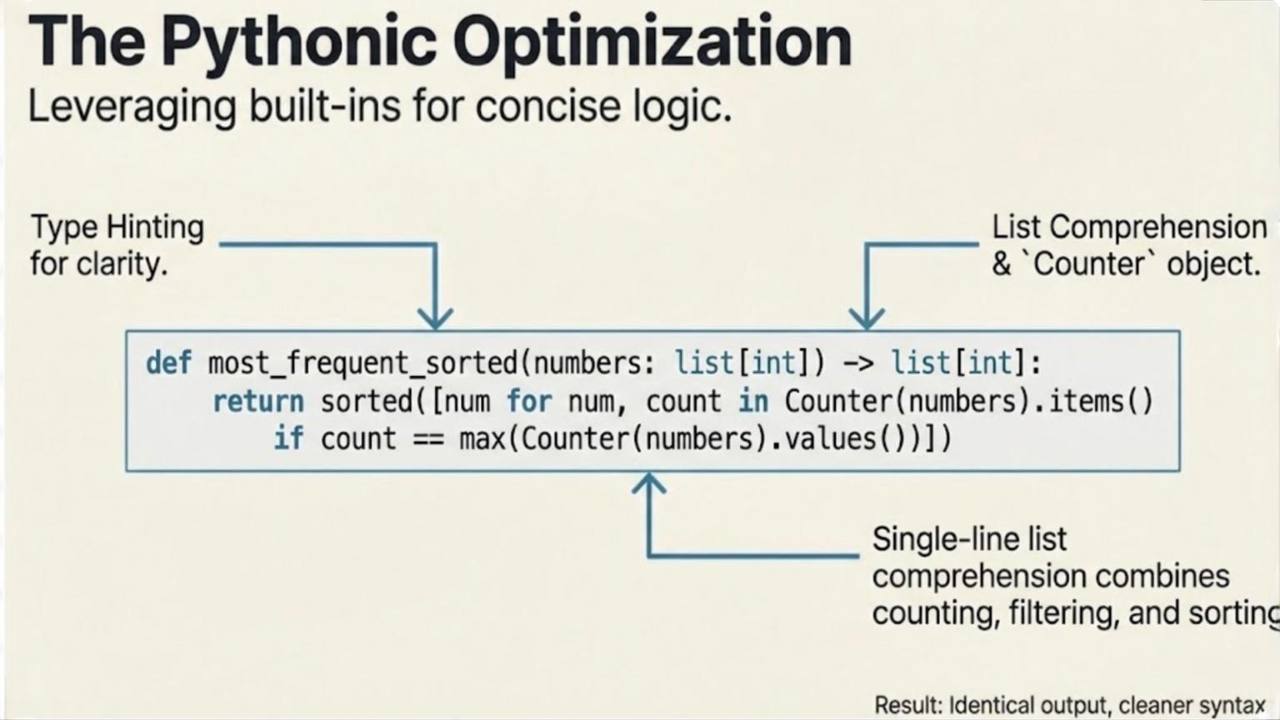 The Pythonic Optimization
Leveraging built-ins for concise logic.
Type Hinting
for clarity.
List Comprehension
& `Counter` object.
def most_frequent_sorted(numbers: list[int]) -> list[int]:
    return sorted([num for num, count in Counter(numbers).items()
        if count == max(Counter(numbers).values())])
Single-line list
comprehension combines
counting, filtering, and sorting
Result: Identical output, cleaner syntax